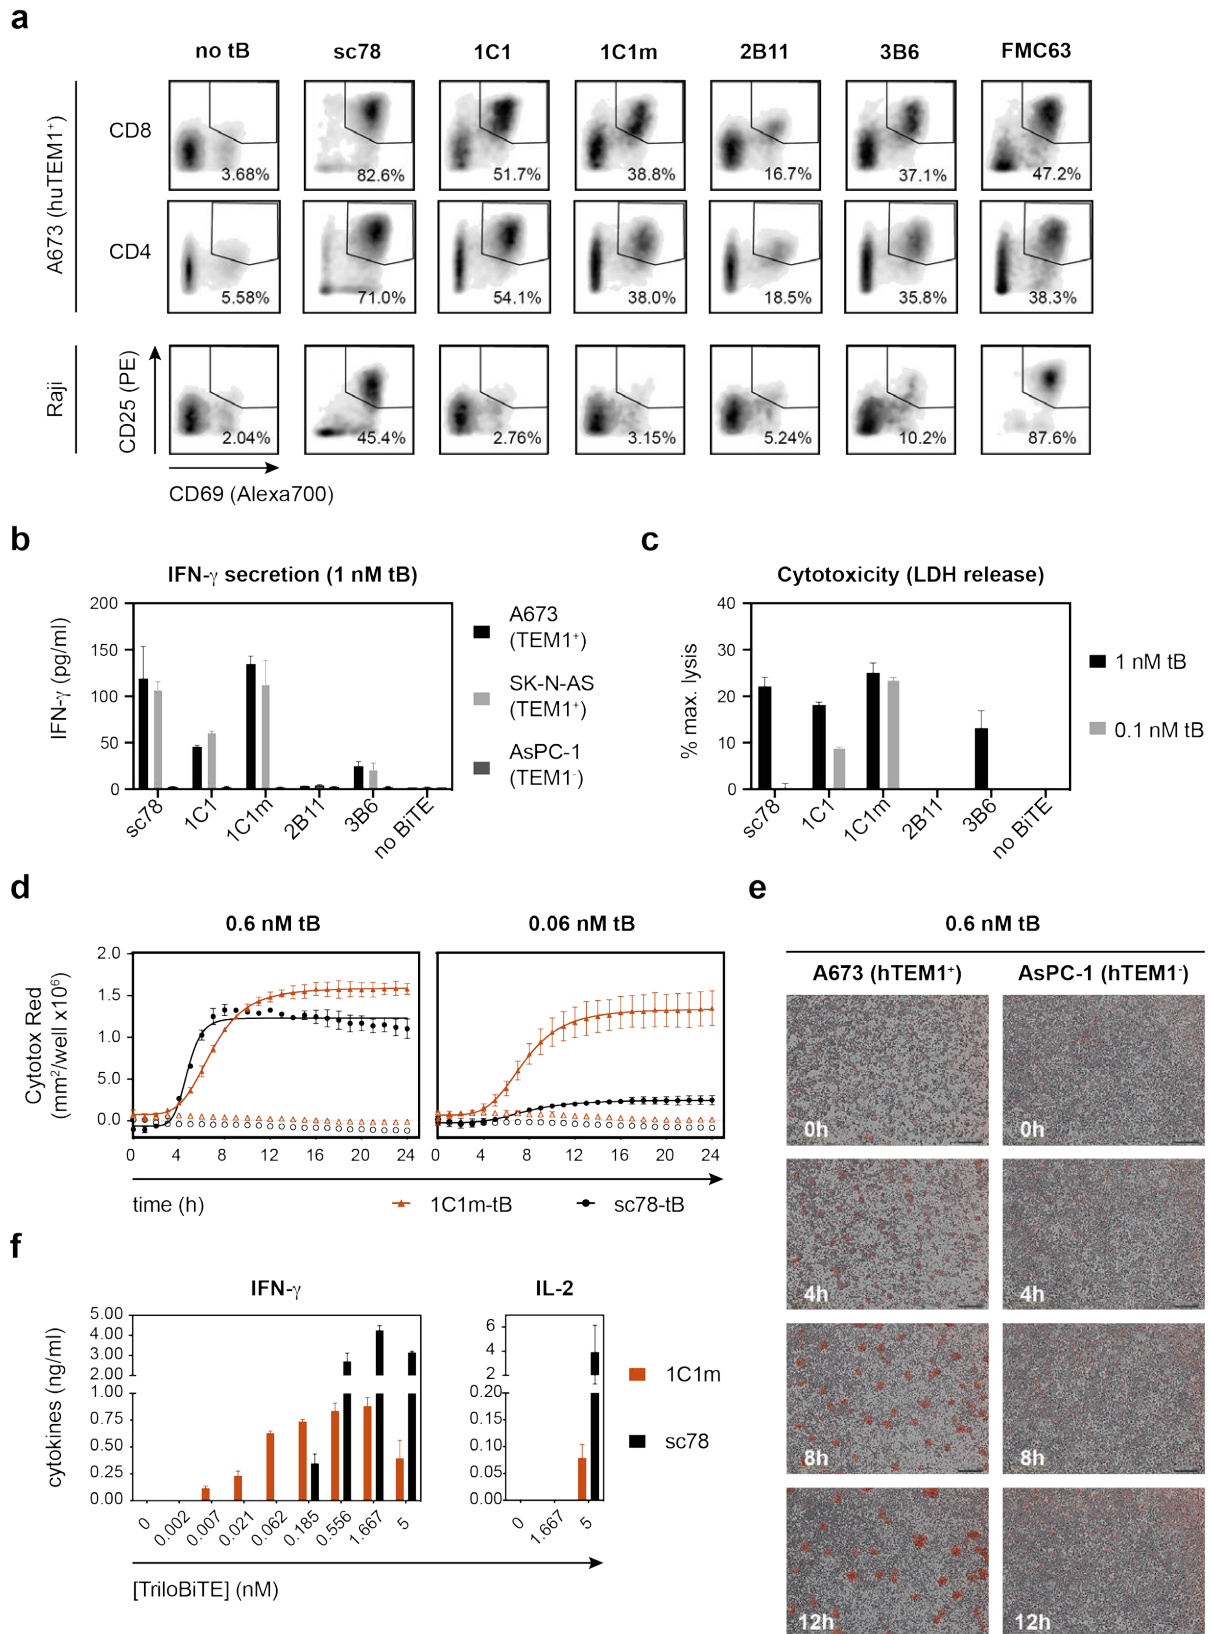 a
no tB sc78 1C1 1C1m 2B11 3B6 FMC63
A673 (huTEM1+)
CD8
3.68% 82.6% 51.7% 38.8% 16.7% 37.1% 47.2%
CD4
5.58% 71.0% 54.1% 38.0% 18.5% 35.8% 38.3%
Raji
CD25 (PE)
2.04% 45.4% 2.76% 3.15% 5.24% 10.2% 87.6%
CD69 (Alexa700)
b
IFN-γ secretion (1 nM tB)
IFN-γ (pg/ml)
200
150
100
50
0
sc78 1C1 1C1m 2B11 3B6 no BiTE
A673
(TEM1+)
SK-N-AS
(TEM1+)
AsPC-1
(TEM1-)
c
Cytotoxicity (LDH release)
% max. lysis
40
30
20
10
0
sc78 1C1 1C1m 2B11 3B6 no BiTE
1 nM tB
0.1 nM tB
d
0.6 nM tB 0.06 nM tB
Cytotox Red
(mm2/well x106)
2.0
1.5
1.0
5.0
0.0
0 4 8 12 16 20 24 0 4 8 12 16 20 24
time (h)
1C1m-tB sc78-tB
e
0.6 nM tB
A673 (hTEM1+) AsPC-1 (hTEM1-)
0h 0h
4h 4h
8h 8h
12h 12h
f
IFN-γ IL-2
cytokines (ng/ml)
5.00
4.00
3.00
2.00
1.00
0.75
0.50
0.25
0.00
6
4
2
0.20
0.15
0.10
0.05
0.00
0 0.002 0.007 0.021 0.062 0.185 0.556 1.667 5 0 1.667 5
1C1m
sc78
[TriloBiTE] (nM)